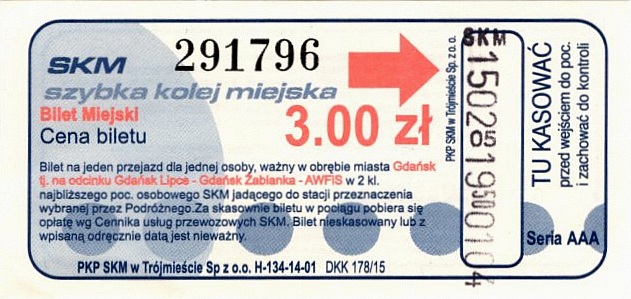 291796
SKM
szybka kolej miejska
Bilet Miejski
Cena biletu
3.00 zł
Bilet na jeden przejazd dla jednej osoby, ważny w obrębie miasta Gdańsk
tj. na odcinku Gdańsk Lipce - Gdańsk Żabianka - AWFiS w 2 kl.
najbliższego poc. osobowego SKM jadącego do stacji przeznaczenia
wybranej przez Podróżnego.Za skasownie biletu w pociągu pobiera się
opłatę wg Cennika usług przewozowych SKM. Bilet nieskasowany lub z
wpisaną odręcznie datą jest nieważny.
PKP SKM w Trójmieście Sp z o.o. H-134-14-01 DKK 178/15
PKP SKM w Trójmieście Sp. z o.o.
SKM
TU KASOWAĆ
przed wejściem do poc.
i zachować do kontroli
Seria AAA